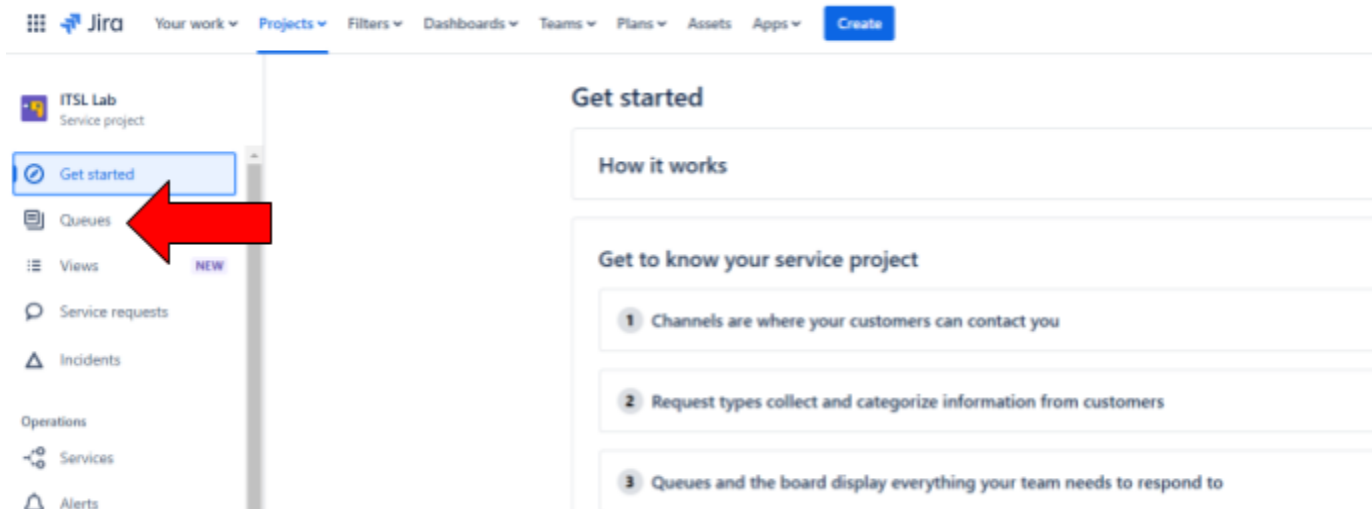 Jira Your work Projects Filters Dashboards Teams Plans Assets Apps Create
ITSL Lab
Service project
Get started
Queues
Views NEW
Service requests
Incidents
Operations
Services
Alerts
Get started
How it works
Get to know your service project
1 Channels are where your customers can contact you
2 Request types collect and categorize information from customers
3 Queues and the board display everything your team needs to respond to